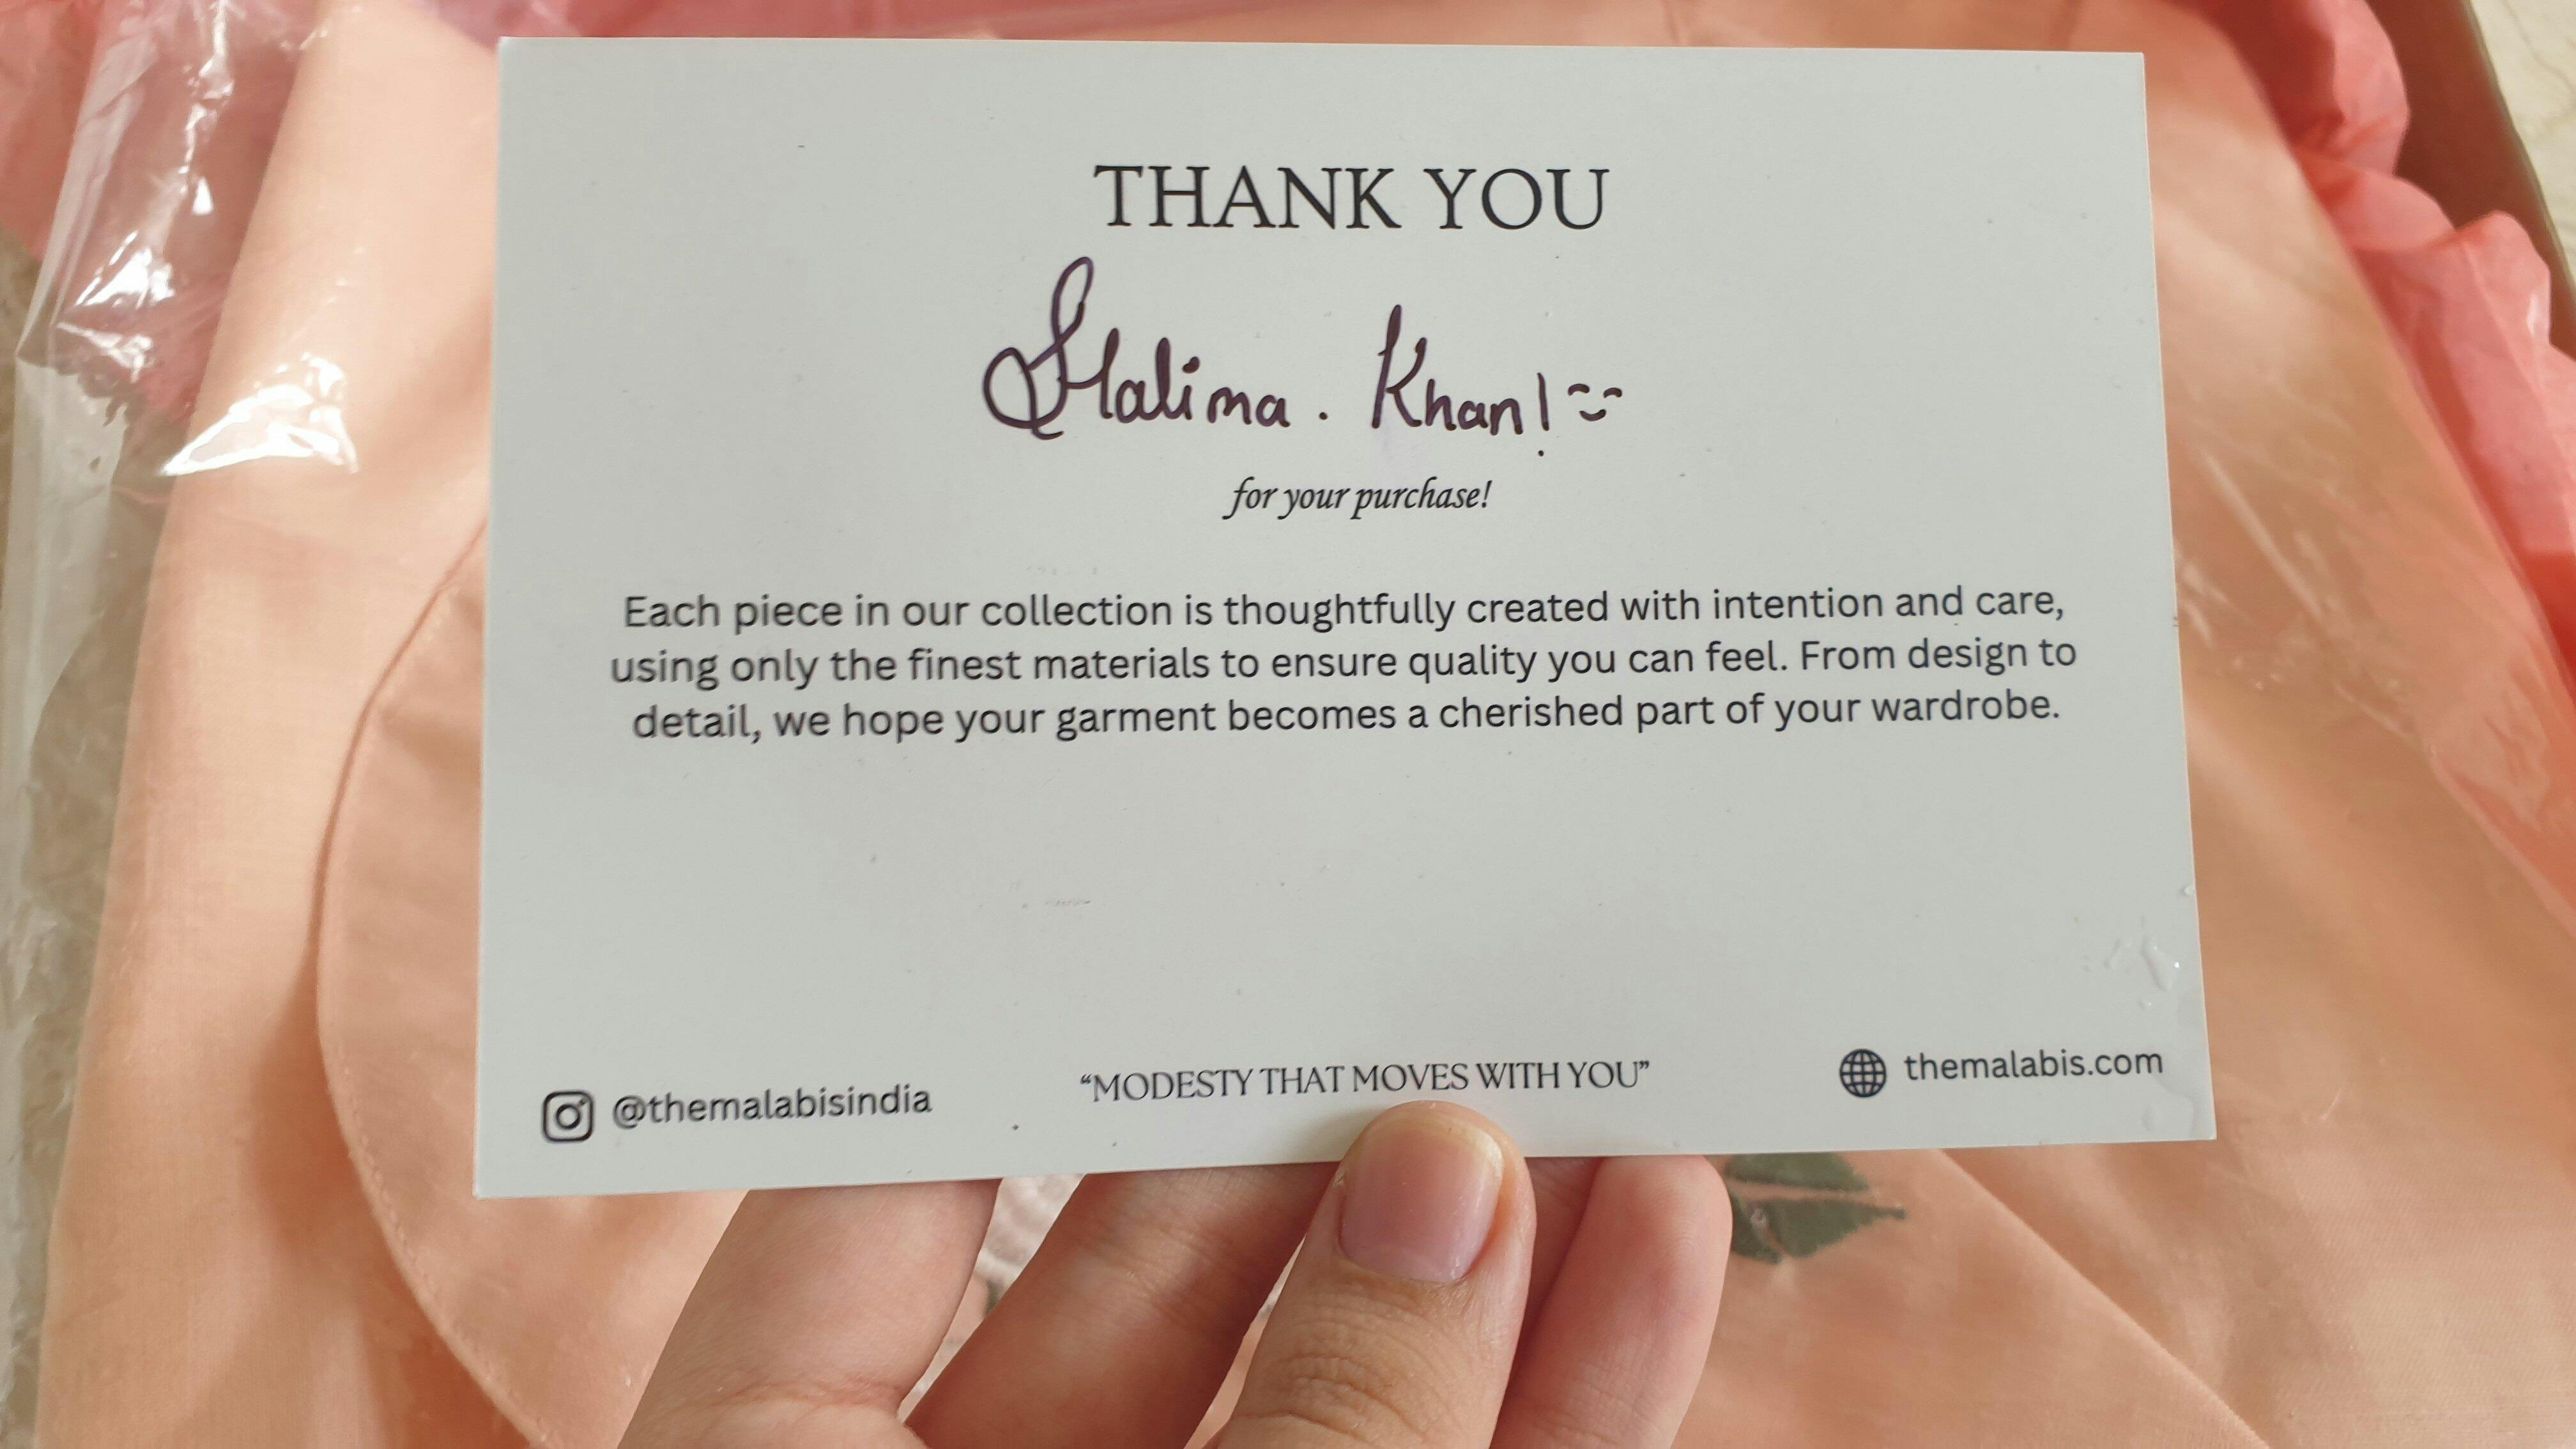 THANK YOU
Halima. Khan!
for your purchase!
Each piece in our collection is thoughtfully created with intention and care,
using only the finest materials to ensure quality you can feel. From design to
detail, we hope your garment becomes a cherished part of your wardrobe.
@themalabisindia
“MODESTY THAT MOVES WITH YOU”
themalabis.com